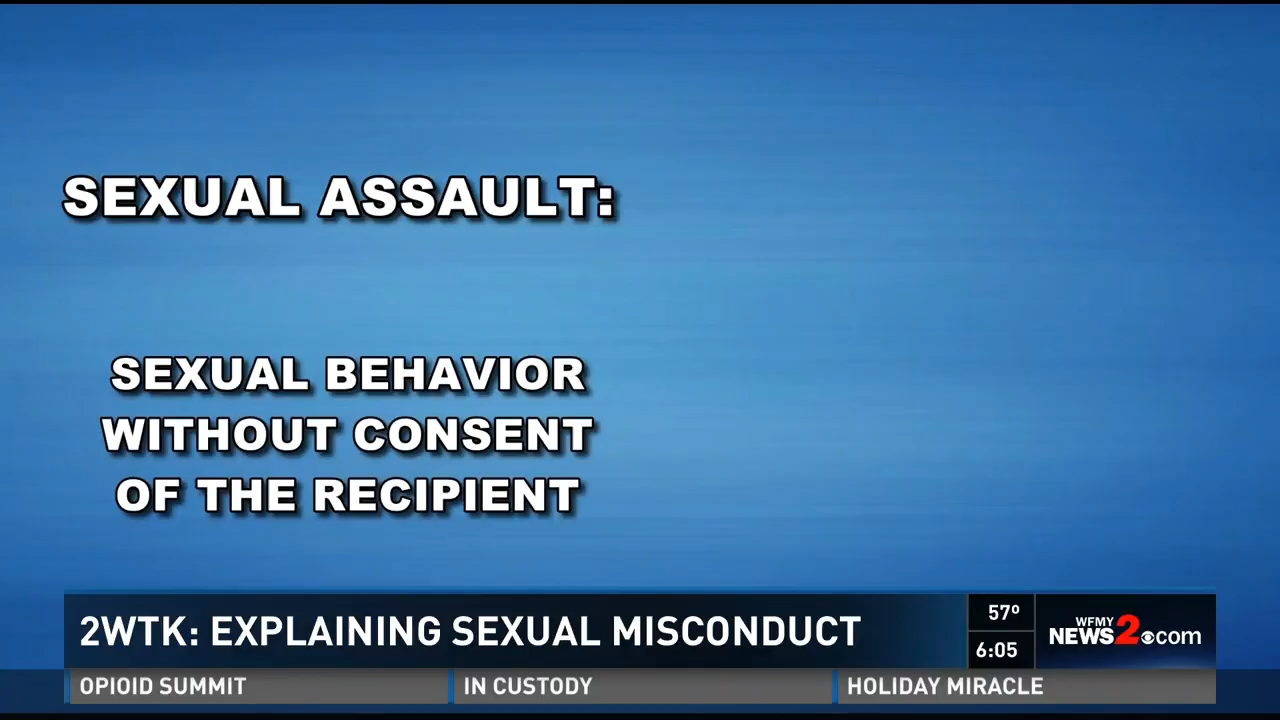 SEXUAL ASSAULT:
SEXUAL BEHAVIOR
WITHOUT CONSENT
OF THE RECIPIENT
2WTK: EXPLAINING SEXUAL MISCONDUCT
57º
6:05
WFMY
NEWS2.com
OPIOID SUMMIT
IN CUSTODY
HOLIDAY MIRACLE